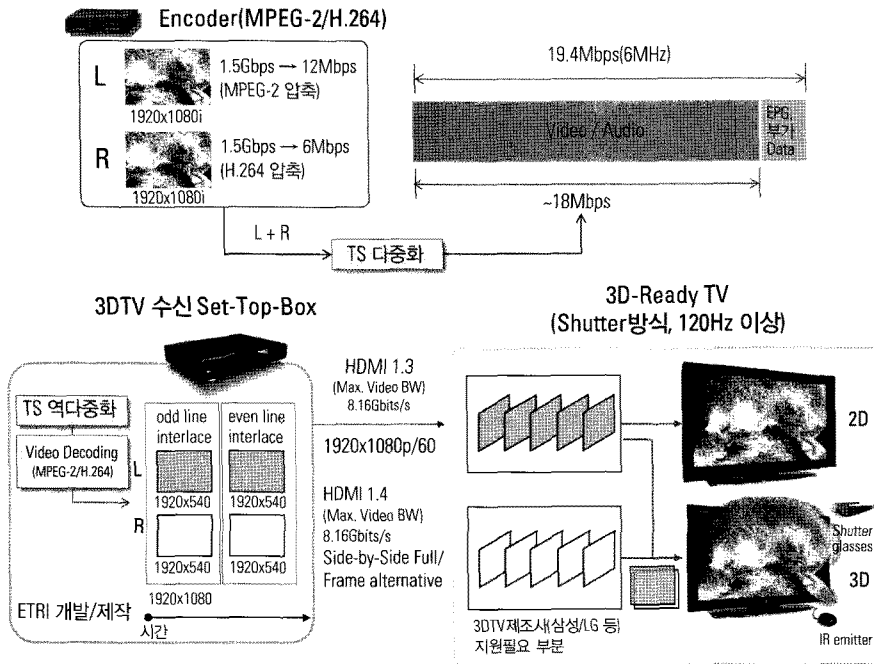 Encoder(MPEG-2/H.264)
L
1.5Gbps → 12Mbps
(MPEG-2 압축)
1920x1080i
R
1.5Gbps → 6Mbps
(H.264 압축)
1920x1080i
L + R
TS 다중화
19.4Mbps(6MHz)
Video / Audio
EPG,
부가
Data
~18Mbps
3DTV 수신 Set-Top-Box
TS 역다중화
Video Decoding
(MPEG-2/H.264)
odd line
interlace
even line
interlace
L
1920x540
1920x540
R
1920x540
1920x540
1920x1080
시간
ETRI 개발/제작
HDMI 1.3
(Max. Video BW)
8.16Gbits/s
1920x1080p/60
HDMI 1.4
(Max. Video BW)
8.16Gbits/s
Side-by-Side Full/
Frame alternative
3D-Ready TV
(Shutter방식, 120Hz 이상)
2D
Shutter
glasses
3D
IR emitter
3DTV제조사(삼성/LG 등)
지원필요 부분